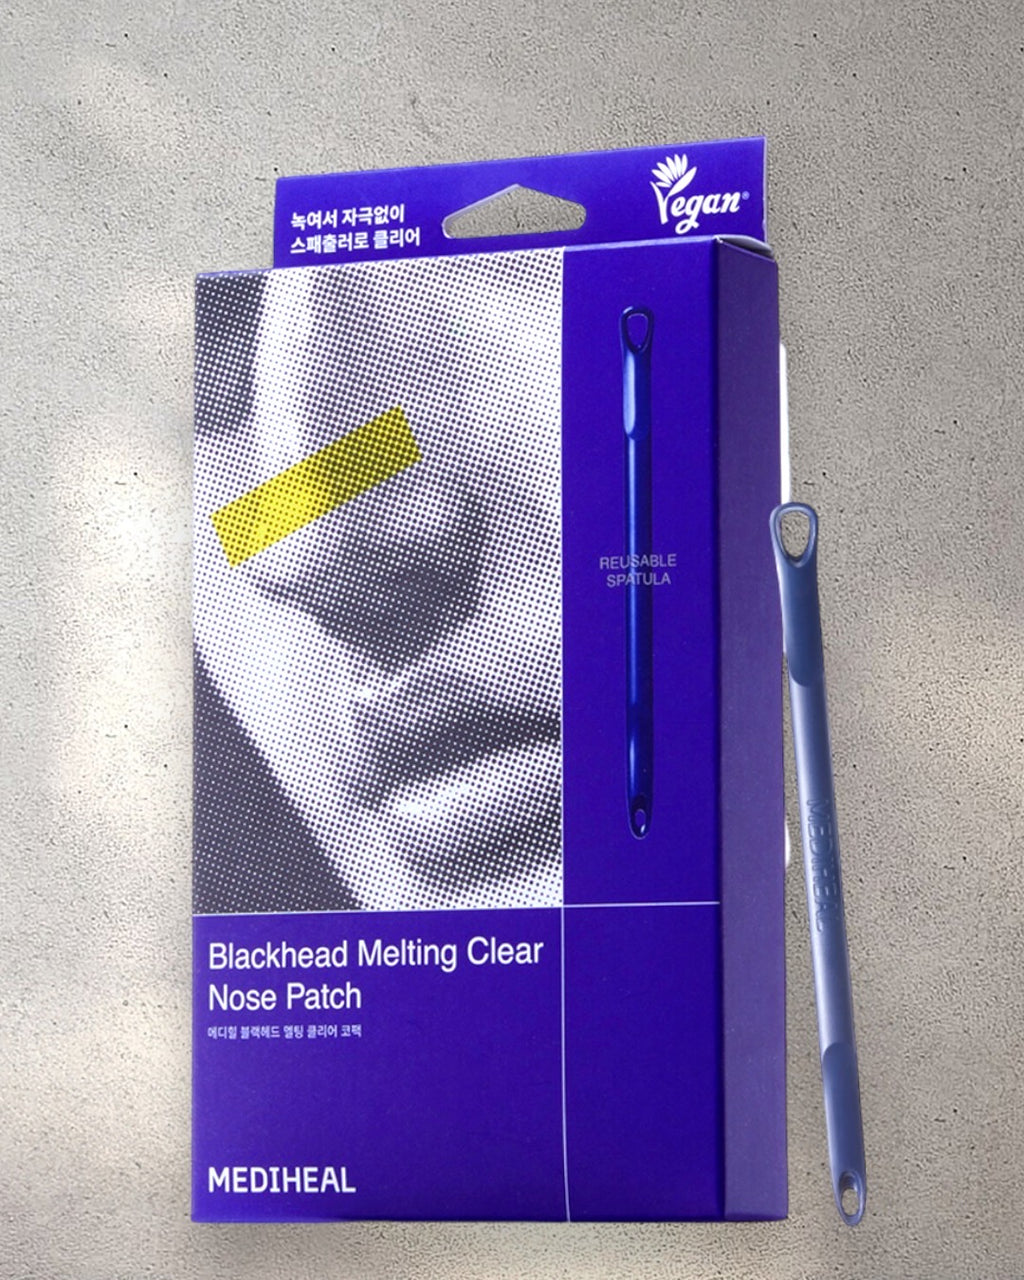 녹여서 자극없이
스패출러로 클리어
Vegan®
REUSABLE
SPATULA
Blackhead Melting Clear
Nose Patch
메디힐 블랙헤드 멜팅 클리어 코팩
MEDIHEAL
MEDIHEAL